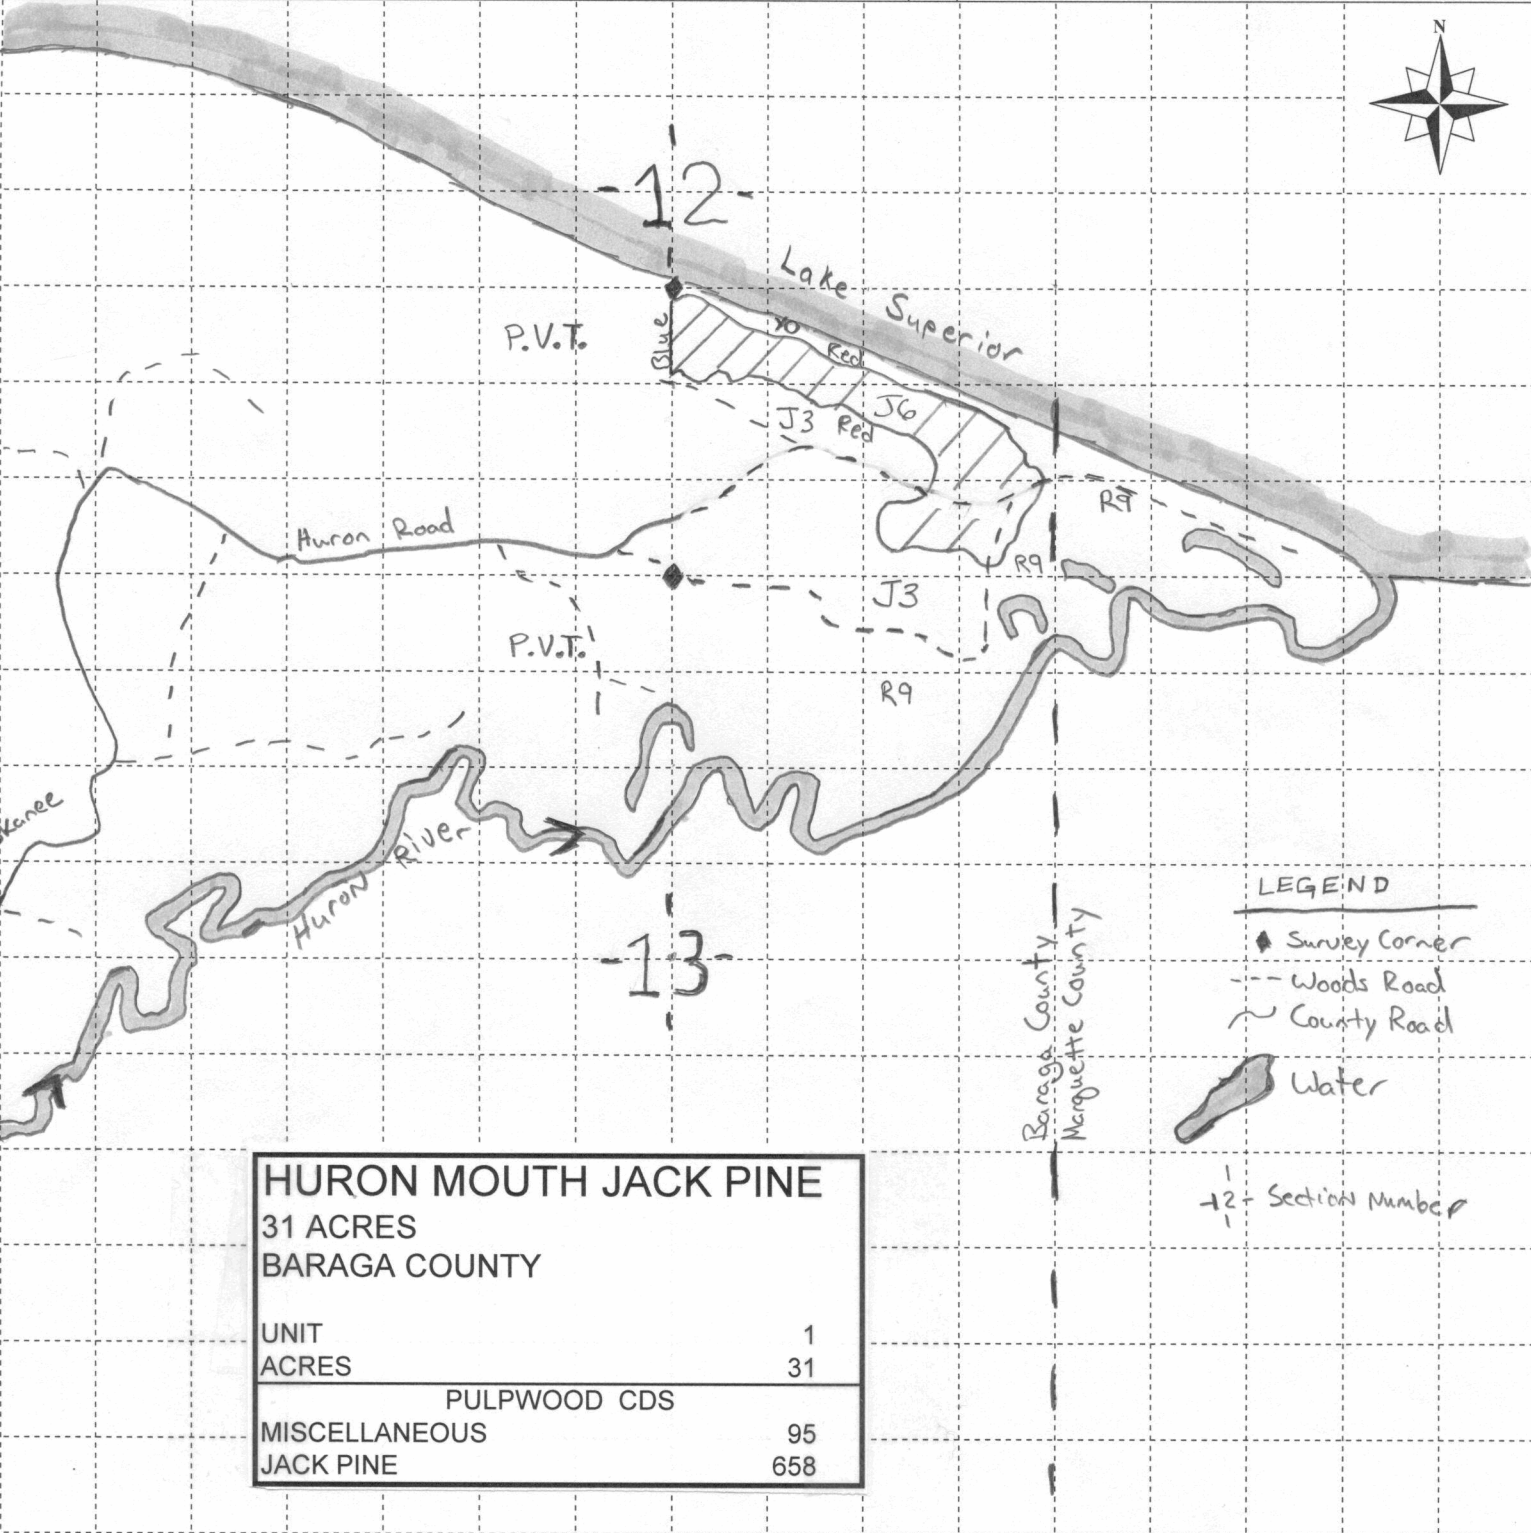 N
-12-
Lake Superior
P.V.T.
Blue
XO
Red
J3 Red
J6
R9
Huron Road
R9
J3
P.V.T.
R9
Huron River
-13-
Baraga County
Marquette County
LEGEND
Survey Corner
Woods Road
County Road
Water
-12- Section Number
HURON MOUTH JACK PINE
31 ACRES
BARAGA COUNTY
UNIT 1
ACRES 31
PULPWOOD CDS
MISCELLANEOUS 95
JACK PINE 658